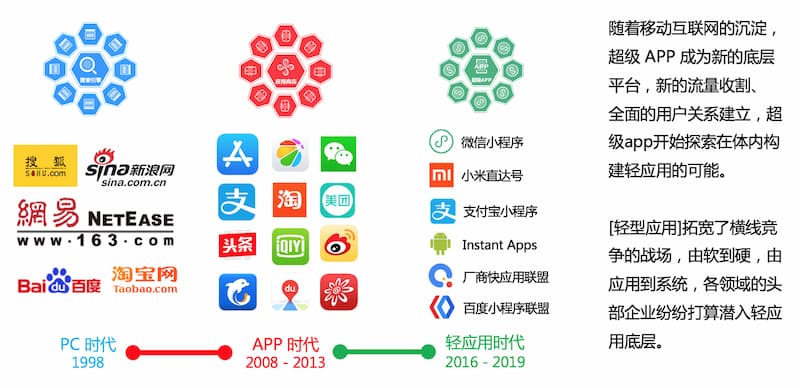 搜索引擎
应用商店
APP
超级APP
搜狐
SOHU.com
sina新浪网
sina.com.cn
網易 NETEASE
www.163.com
Bai du 百度
淘宝网
Taobao.com
支
淘
美团
头条
iQIYI
du
微信小程序
MI
小米直达号
支
支付宝小程序
Instant Apps
厂商快应用联盟
百度小程序联盟
PC 时代
1998
APP 时代
2008 - 2013
轻应用时代
2016 - 2019
随着移动互联网的沉淀，
超级 APP 成为新的底层
平台，新的流量收割、
全面的用户关系建立，超
级app开始探索在体内构
建轻应用的可能。
[轻型应用]拓宽了横线竞
争的战场，由软到硬，由
应用到系统，各领域的头
部企业纷纷打算潜入轻应
用底层。